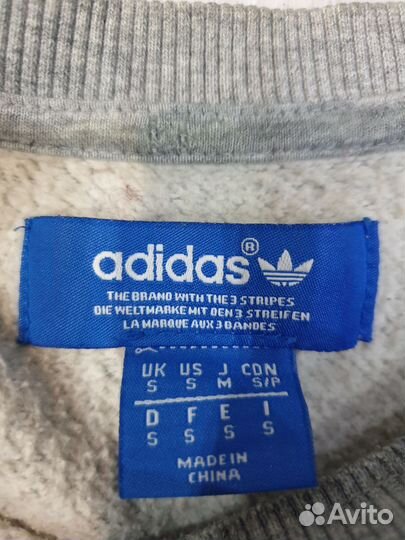 adidas®
THE BRAND WITH THE 3 STRIPES
DIE WELTMARKE MIT DEN 3 STREIFEN
LA MARQUE AUX 3 BANDES
UK US J CDN
S S M S/P
D F E I
S S S S
MADE IN
CHINA
Avito